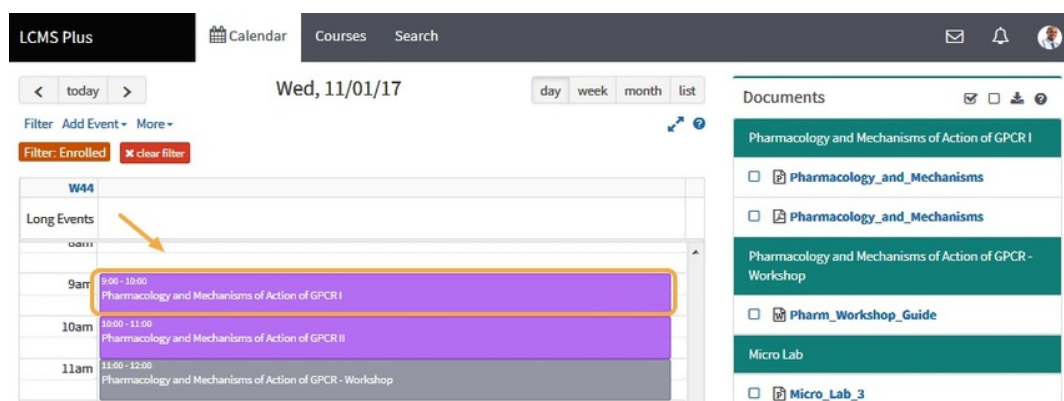 LCMS Plus
Calendar
Courses
Search
today
Wed, 11/01/17
day
week
month
list
Filter
Add Event
More
Filter: Enrolled
clear filter
W44
Long Events
8am
9am
9:00 - 10:00
Pharmacology and Mechanisms of Action of GPCR I
10am
10:00 - 11:00
Pharmacology and Mechanisms of Action of GPCR II
11am
11:00 - 12:00
Pharmacology and Mechanisms of Action of GPCR - Workshop
Documents
Pharmacology and Mechanisms of Action of GPCR I
Pharmacology_and_Mechanisms
Pharmacology_and_Mechanisms
Pharmacology and Mechanisms of Action of GPCR -
Workshop
Pharm_Workshop_Guide
Micro Lab
Micro_Lab_3